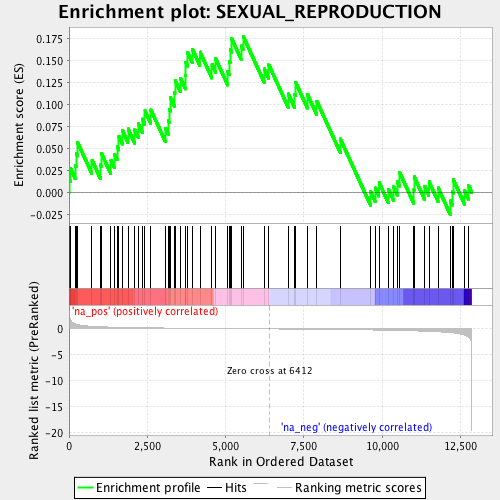 Enrichment plot: SEXUAL_REPRODUCTION
Enrichment score (ES)
0.175
0.150
0.125
0.100
0.075
0.050
0.025
0.000
-0.025
'na_pos' (positively correlated)
Ranked list metric (PreRanked)
0
-5
-10
-15
-20
Zero cross at 6412
'na_neg' (negatively correlated)
0
2,500
5,000
7,500
10,000
12,500
Rank in Ordered Dataset
Enrichment profile
Hits
Ranking metric scores